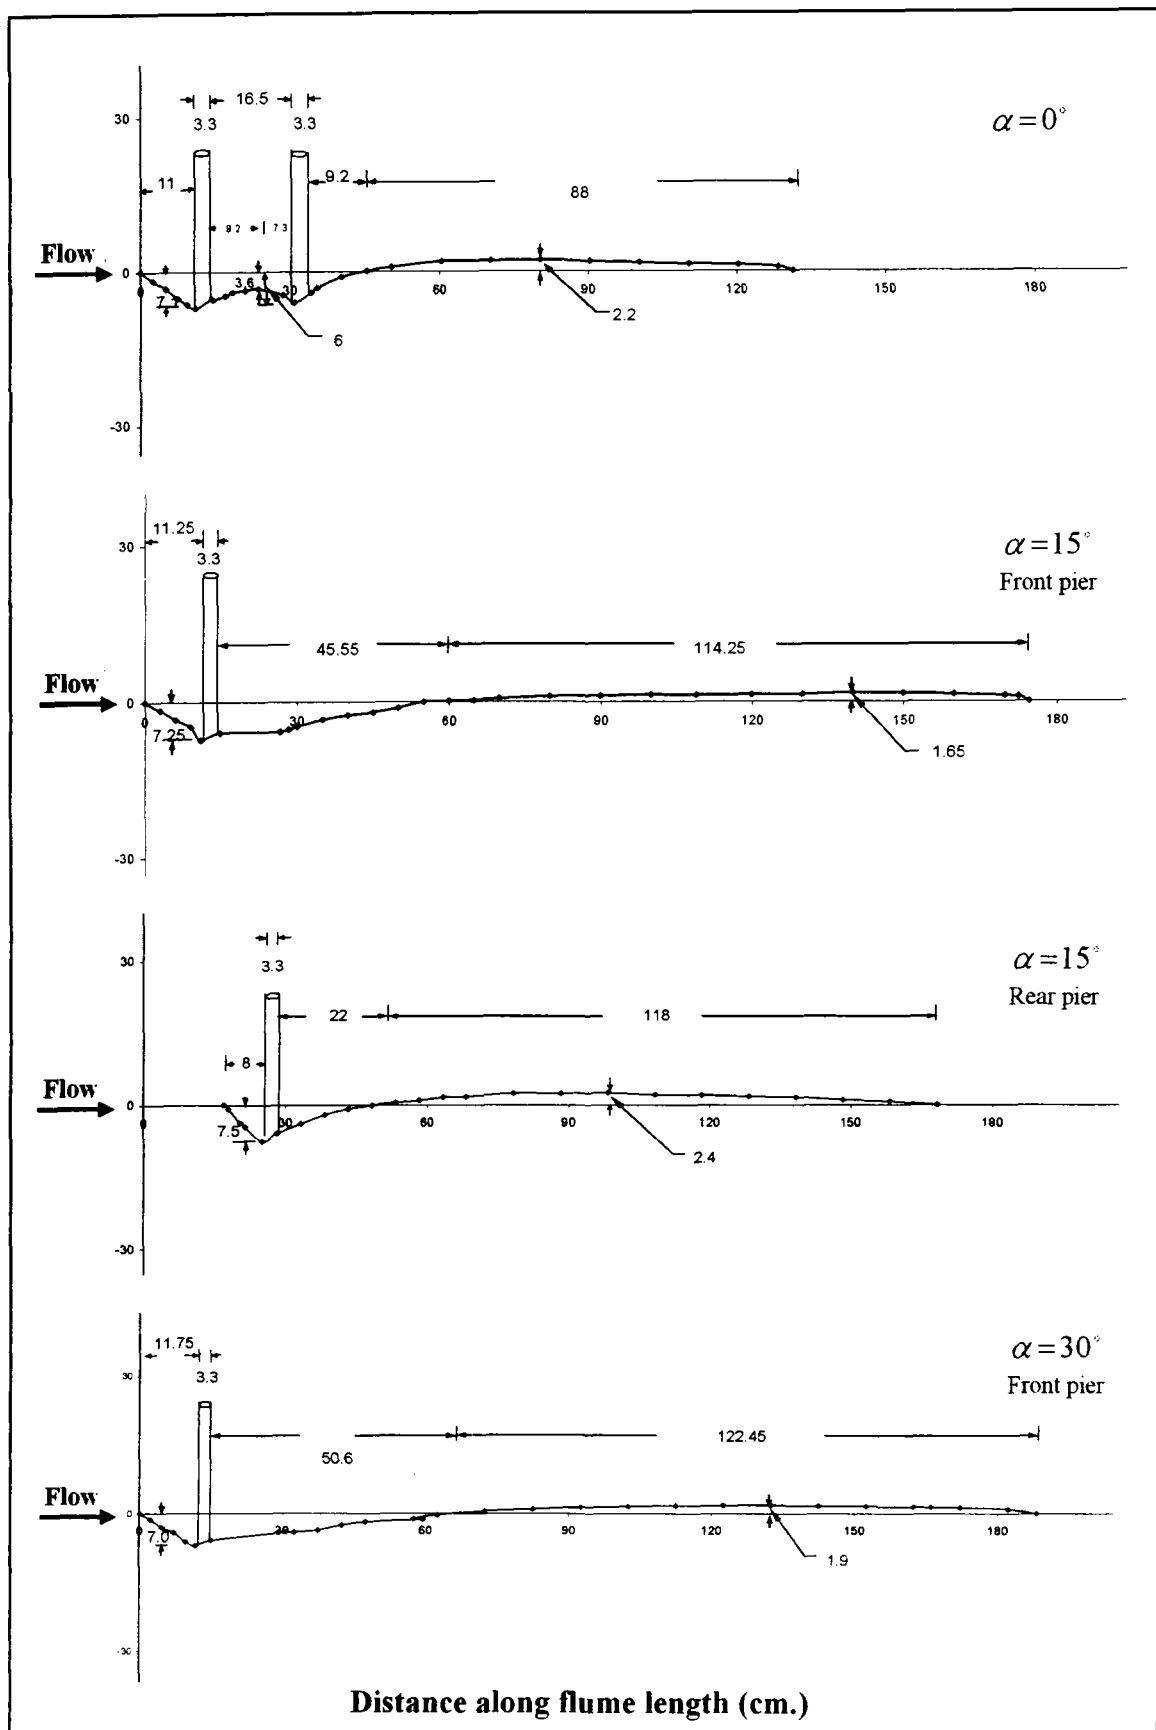 16.5
30 3.3 3.3 α=0°
9.2
11
88
9.2 7.3
Flow
0
3.6 30 60 90 120 150 180
7.1
2.2
6
-30
11.25
30 α=15°
3.3 Front pier
45.55 114.25
Flow
0
0 30 60 90 120 150 180
7.25
1.65
-30
30 3.3 α=15°
Rear pier
22 118
8
Flow
0
0 30 60 90 120 150 180
7.5
2.4
-30
11.75
α=30°
30 3.3
Front pier
122.45
50.6
Flow
0
0 30 60 90 120 150 180
7.0
1.9
-30
Distance along flume length (cm.)